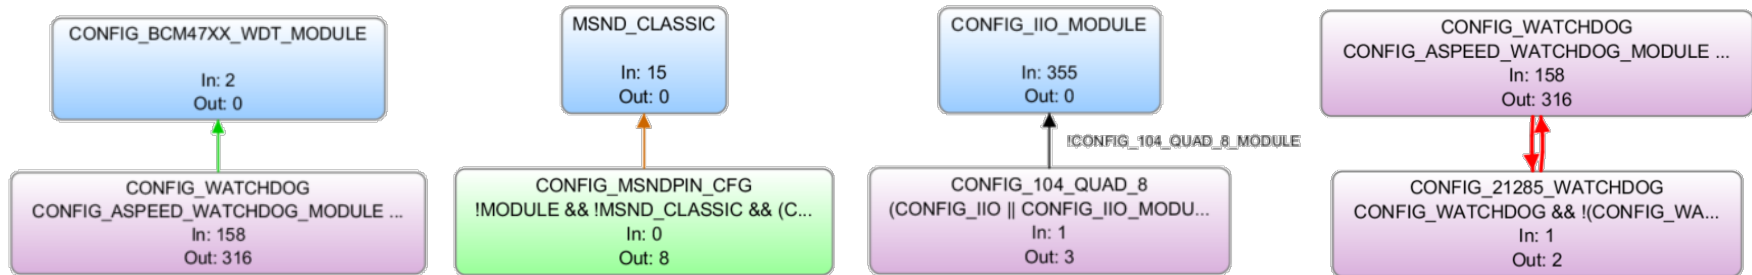 CONFIG_BCM47XX_WDT_MODULE
In: 2
Out: 0
CONFIG_WATCHDOG
CONFIG_ASPEED_WATCHDOG_MODULE ...
In: 158
Out: 316
MSND_CLASSIC
In: 15
Out: 0
CONFIG_MSNDPIN_CFG
!MODULE && !MSND_CLASSIC && (C...
In: 0
Out: 8
CONFIG_IIO_MODULE
In: 355
Out: 0
!CONFIG_104_QUAD_8_MODULE
CONFIG_104_QUAD_8
(CONFIG_IIO || CONFIG_IIO_MODU...
In: 1
Out: 3
CONFIG_WATCHDOG
CONFIG_ASPEED_WATCHDOG_MODULE ...
In: 158
Out: 316
CONFIG_21285_WATCHDOG
CONFIG_WATCHDOG && !(CONFIG_WA...
In: 1
Out: 2